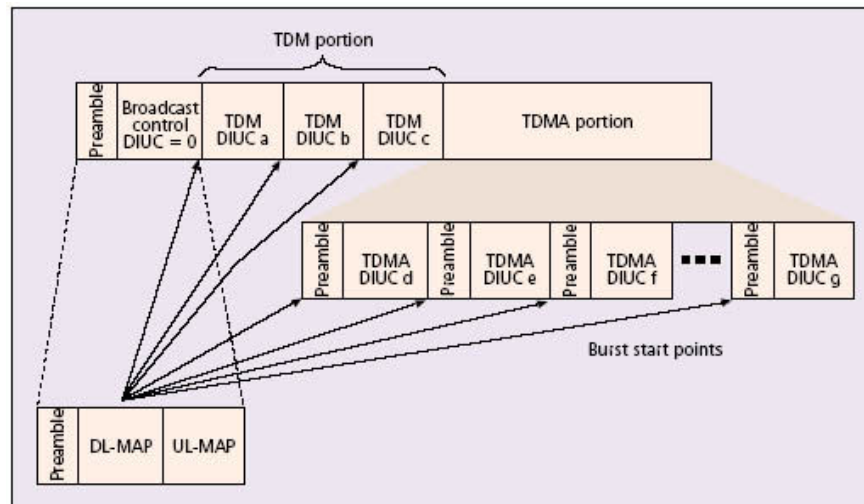 TDM portion
Preamble
Broadcast
control
DIUC = 0
TDM
DIUC a
TDM
DIUC b
TDM
DIUC c
TDMA portion
Preamble
TDMA
DIUC d
Preamble
TDMA
DIUC e
Preamble
TDMA
DIUC f
Preamble
TDMA
DIUC g
Burst start points
Preamble
DL-MAP
UL-MAP